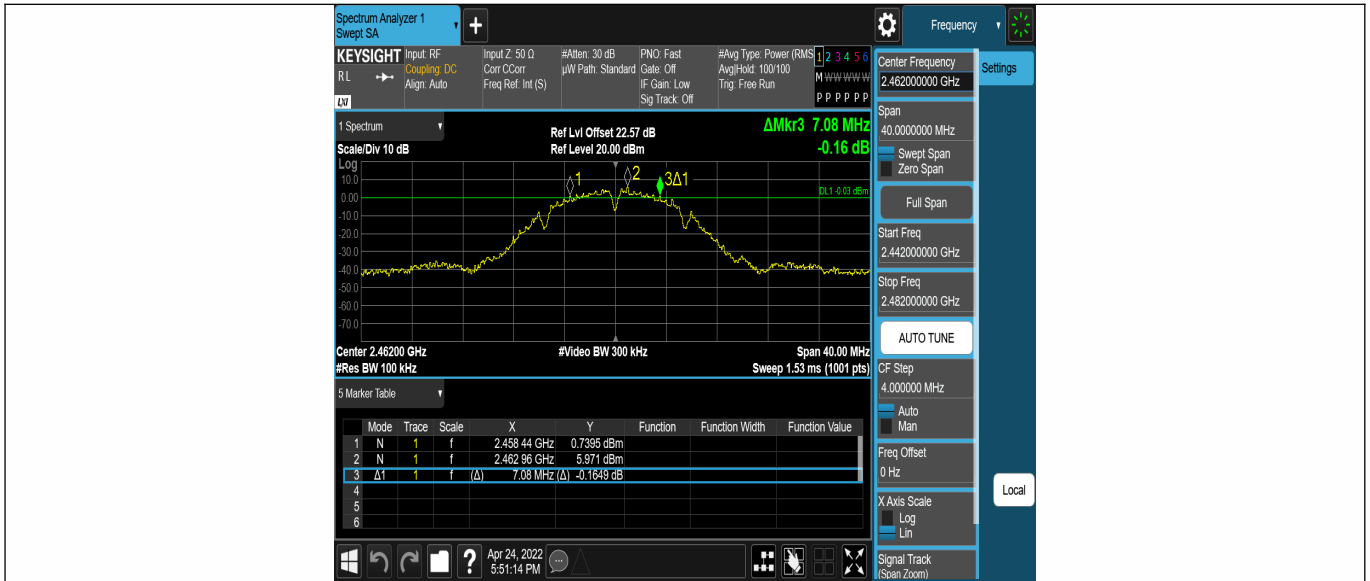 Spectrum Analyzer 1
Swept SA
+
Frequency
KEYSIGHT
Input: RF
Coupling: DC
Align: Auto
Input Z: 50 Ω
Corr CCorr
Freq Ref: Int (S)
#Atten: 30 dB
µW Path: Standard
PNO: Fast
Gate: Off
IF Gain: Low
Sig Track: Off
#Avg Type: Power (RMS
Avg|Hold: 100/100
Trig: Free Run
1 2 3 4 5 6
M W W W W W
P P P P P P
R L
LXI
1 Spectrum
Scale/Div 10 dB
Ref Lvl Offset 22.57 dB
Ref Level 20.00 dBm
ΔMkr3 7.08 MHz
-0.16 dB
Log
10.0
0.00
-10.0
-20.0
-30.0
-40.0
-50.0
-60.0
-70.0
1
2
3Δ1
DL1 -0.03 dBm
Center 2.46200 GHz
#Video BW 300 kHz
Span 40.00 MHz
#Res BW 100 kHz
Sweep 1.53 ms (1001 pts)
5 Marker Table
Mode Trace Scale X Y Function Function Width Function Value
1 N 1 f 2.458 44 GHz 0.7395 dBm
2 N 1 f 2.462 96 GHz 5.971 dBm
3 Δ1 1 f (Δ) 7.08 MHz (Δ) -0.1649 dB
4
5
6
?
Apr 24, 2022
5:51:14 PM
Center Frequency
2.462000000 GHz
Settings
Span
40.0000000 MHz
Swept Span
Zero Span
Full Span
Start Freq
2.442000000 GHz
Stop Freq
2.482000000 GHz
AUTO TUNE
CF Step
4.000000 MHz
Auto
Man
Freq Offset
0 Hz
X Axis Scale
Log
Lin
Signal Track
(Span Zoom)
Local